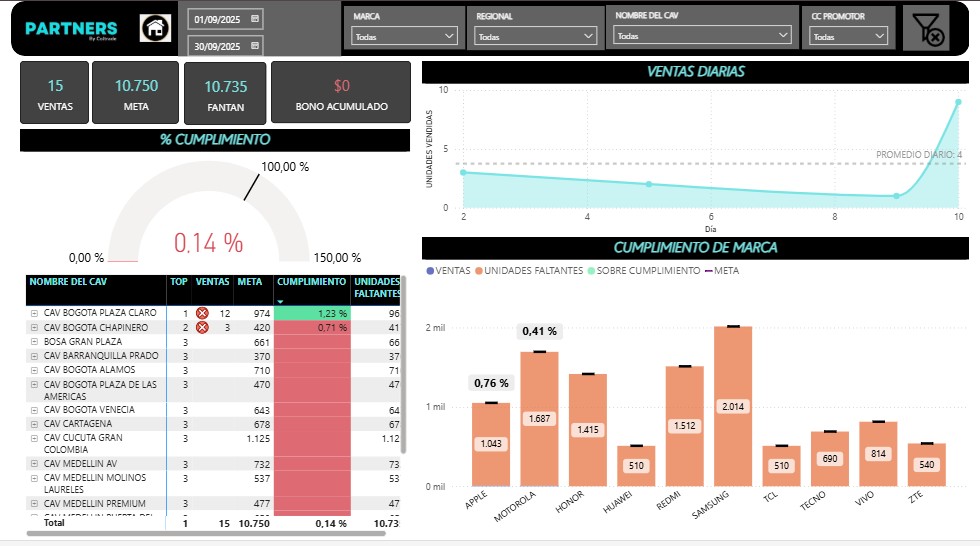 PARTNERS
By Coltrade
01/09/2025
30/09/2025
MARCA
Todas
REGIONAL
Todas
NOMBRE DEL CAV
Todas
CC PROMOTOR
Todas
15
VENTAS
10.750
META
10.735
FANTAN
$0
BONO ACUMULADO
% CUMPLIMIENTO
100,00 %
0,14 %
0,00 %
150,00 %
NOMBRE DEL CAV TOP VENTAS META CUMPLIMIENTO UNIDADES FALTANTES
CAV BOGOTA PLAZA CLARO 1 12 974 1,23 % 96
CAV BOGOTA CHAPINERO 2 3 420 0,71 % 41
BOSA GRAN PLAZA 3 661 66
CAV BARRANQUILLA PRADO 3 370 37
CAV BOGOTA ALAMOS 3 710 71
CAV BOGOTA PLAZA DE LAS AMERICAS 3 470 47
CAV BOGOTA VENECIA 3 643 64
CAV CARTAGENA 3 678 67
CAV CUCUTA GRAN COLOMBIA 3 1.125 1.12
CAV MEDELLIN AV 3 732 73
CAV MEDELLIN MOLINOS LAURELES 3 537 53
CAV MEDELLIN PREMIUM 3 477 47
Total 1 15 10.750 0,14 % 10.73
VENTAS DIARIAS
UNIDADES VENDIDAS
10
5
0
PROMEDIO DIARIO: 4
2 4 6 8 10
Día
CUMPLIMIENTO DE MARCA
VENTAS UNIDADES FALTANTES SOBRE CUMPLIMIENTO META
2 mil
1 mil
0 mil
0,76 %
0,41 %
1.043
1.687
1.415
510
1.512
2.014
510
690
814
540
APPLE
MOTOROLA
HONOR
HUAWEI
REDMI
SAMSUNG
TCL
TECNO
VIVO
ZTE